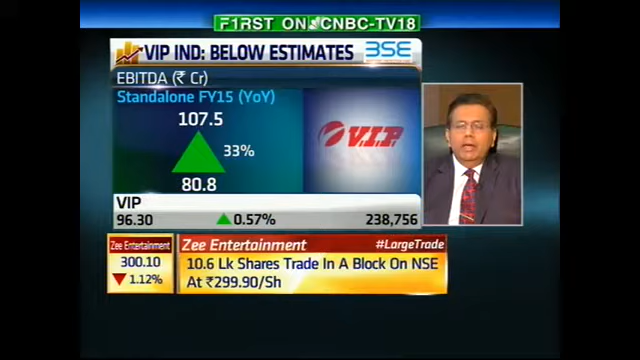 F1RST ON CNBC-TV18
VIP IND: BELOW ESTIMATES BSE
EBITDA (₹ Cr)
Standalone FY15 (YoY)
107.5
33%
80.8
V.I.P.
VIP
96.30 0.57% 238,756
Zee Entertainment
300.10
1.12%
Zee Entertainment #LargeTrade
10.6 Lk Shares Trade In A Block On NSE
At ₹299.90/Sh